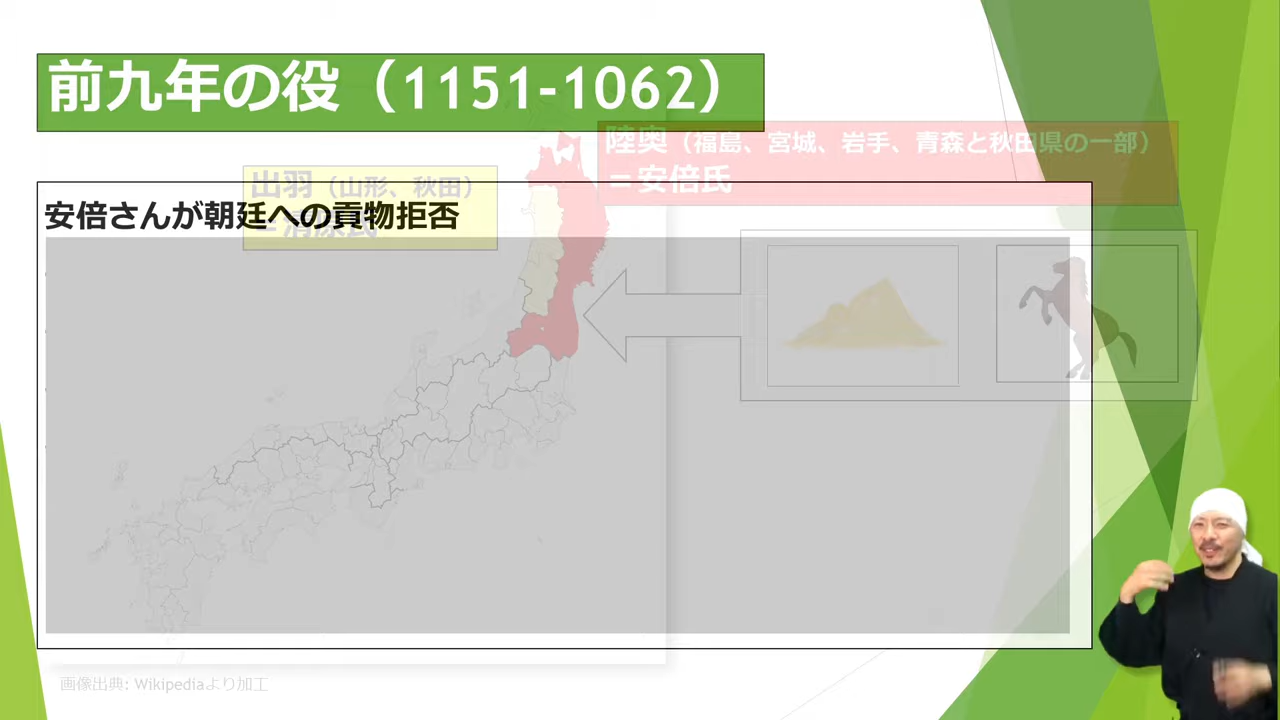 前九年の役（1151-1062）
陸奥（福島、宮城、岩手、青森と秋田県の一部）
＝安倍氏
出羽（山形、秋田）
＝清原氏
安倍さんが朝廷への貢物拒否
画像出典: Wikipediaより加工